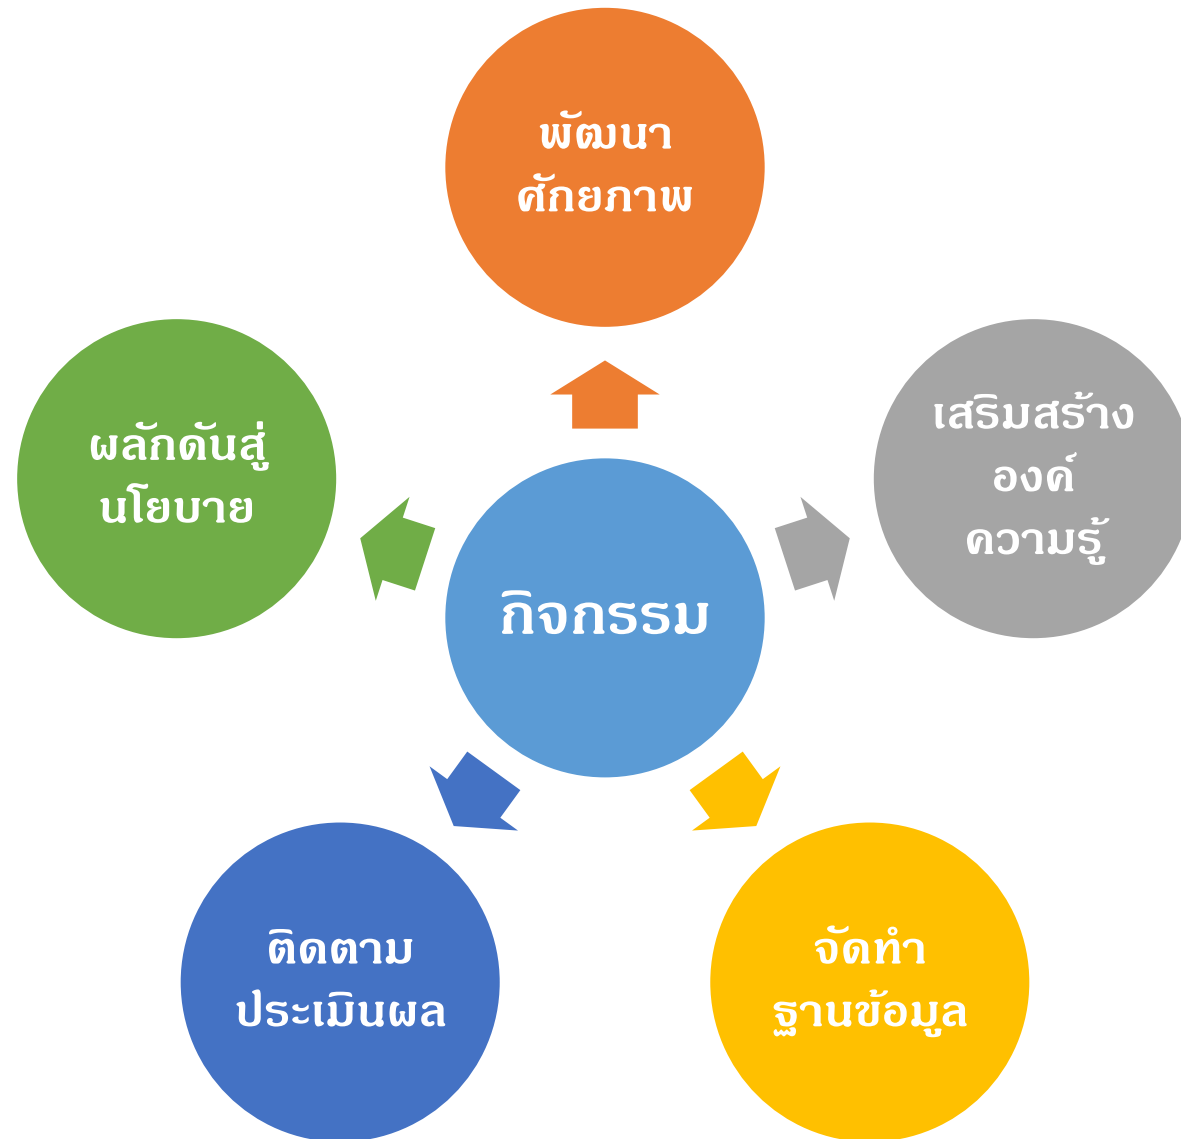 พัฒนา
ศักยภาพ
ผลักดันสู่
นโยบาย
เสริมสร้าง
องค์
ความรู้
กิจกรรม
ติดตาม
ประเมินผล
จัดทำ
ฐานข้อมูล